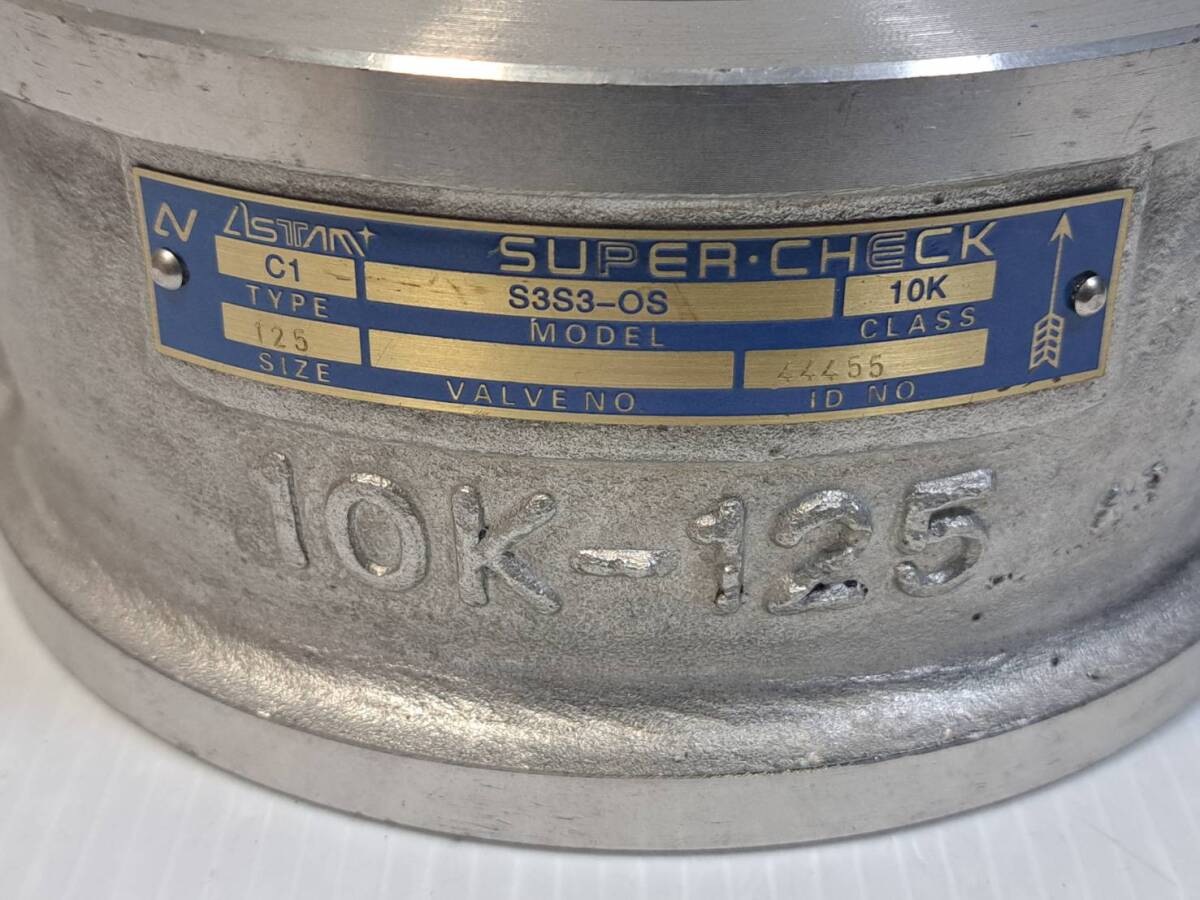 ASTAM
SUPER·CHECK
C1 S3S3-OS 10K
TYPE MODEL CLASS
125 44455
SIZE VALVE NO ID NO
10K-125